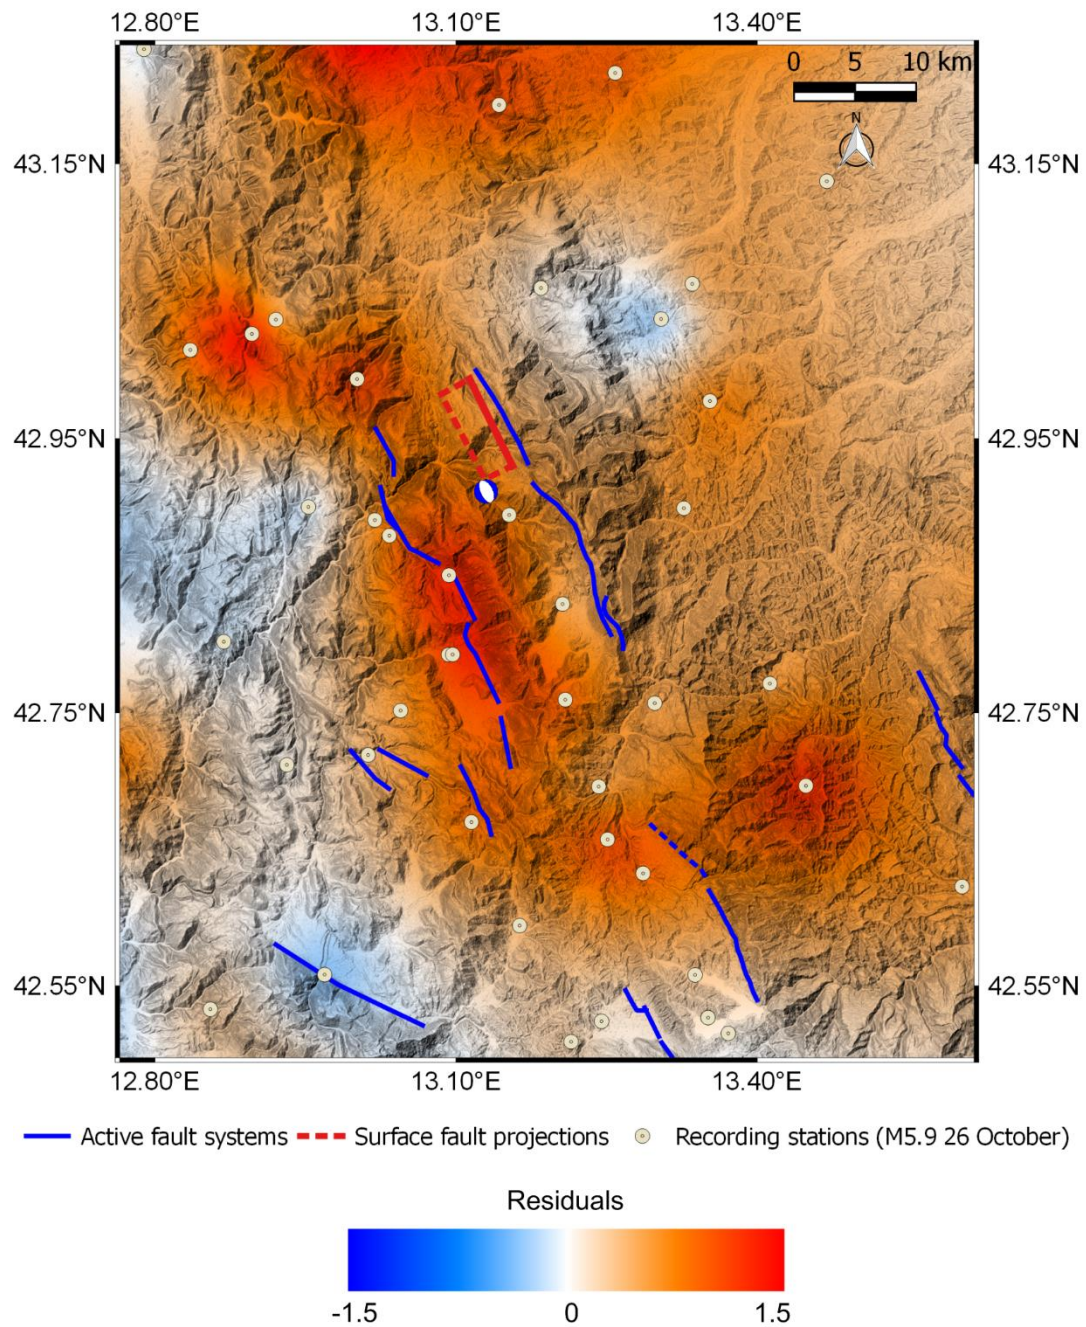 12.80°E 13.10°E 13.40°E
0 5 10 km
N
43.15°N 43.15°N
42.95°N 42.95°N
42.75°N 42.75°N
42.55°N 42.55°N
12.80°E 13.10°E 13.40°E
Active fault systems Surface fault projections Recording stations (M5.9 26 October)
Residuals
-1.5 0 1.5